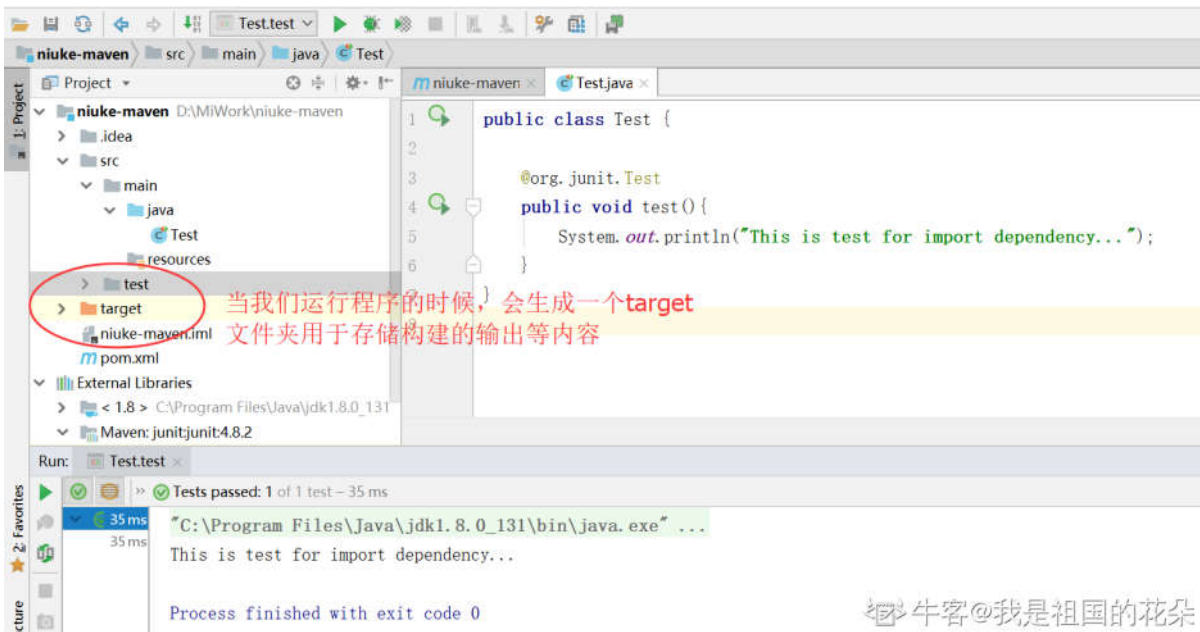 Test.test
niuke-maven src main java Test
1: Project
Project
niuke-maven D:\MiWork\niuke-maven
.idea
src
main
java
Test
resources
test
target
niuke-maven.iml
pom.xml
External Libraries
< 1.8 > C:\Program Files\Java\jdk1.8.0_131
Maven: junit:junit:4.8.2
niuke-maven
Test.java
1 public class Test {
2
3 @org.junit.Test
4 public void test(){
5 System.out.println("This is test for import dependency...");
6 }
}
当我们运行程序的时候，会生成一个target
文件夹用于存储构建的输出等内容
Run: Test.test
2: Favorites
cture
» Tests passed: 1 of 1 test – 35 ms
35 ms
35 ms
"C:\Program Files\Java\jdk1.8.0_131\bin\java.exe" ...
This is test for import dependency...
Process finished with exit code 0
牛客@我是祖国的花朵